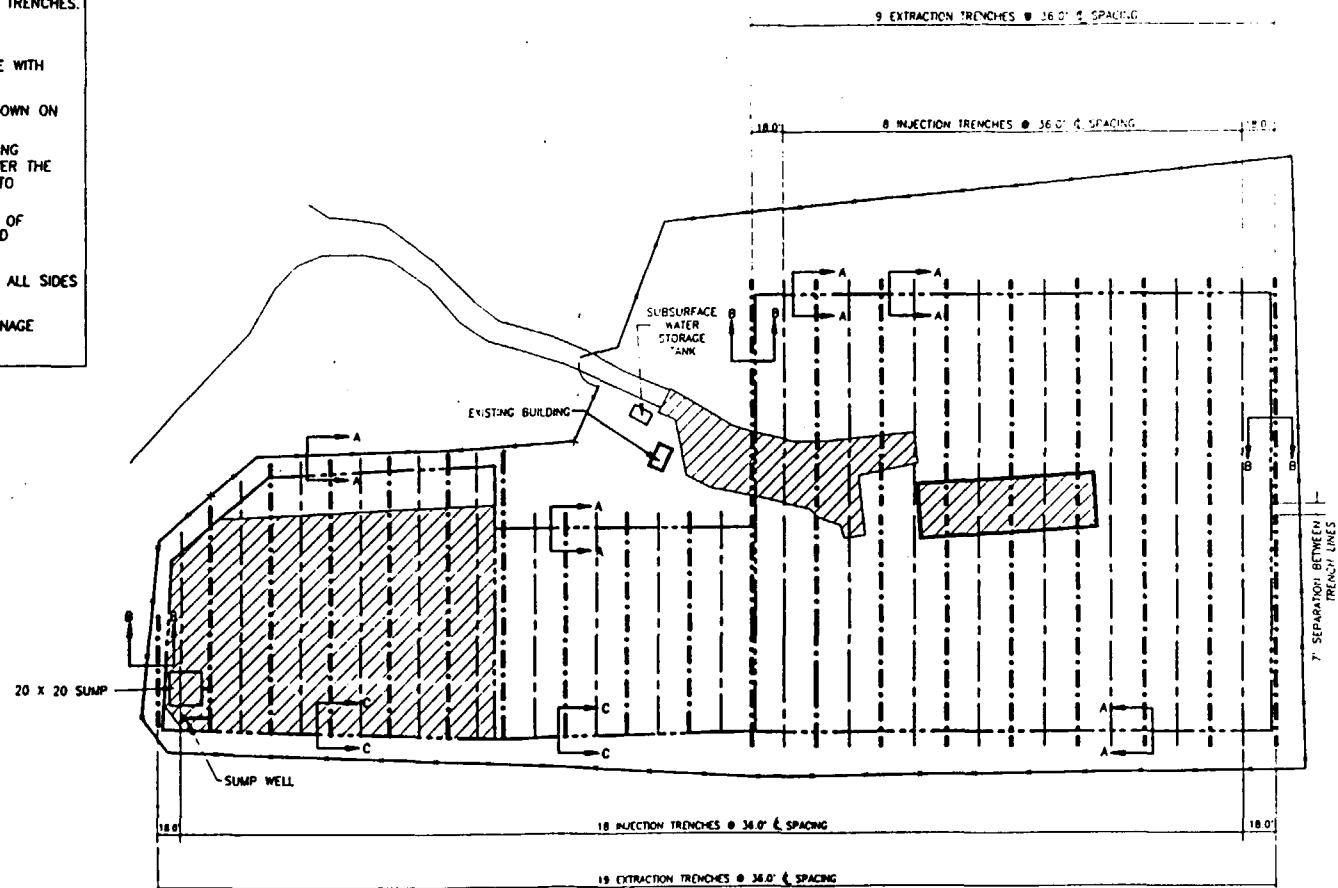 TRENCHES.
WITH
OWN ON
NG
ER THE
TO
OF
D
ALL SIDES
NAGE
9 EXTRACTION TRENCHES @ 36.0' ℄ SPACING
18.0'
8 INJECTION TRENCHES @ 36.0' ℄ SPACING
18.0'
A
A
A
A
B
B
SUBSURFACE
WATER
STORAGE
TANK
EXISTING BUILDING
A
A
B
B
A
A
7' SEPARATION BETWEEN
TRENCH LINES
B
B
20 X 20 SUMP
C
C
C
C
A
A
SUMP WELL
18.0'
18 INJECTION TRENCHES @ 36.0' ℄ SPACING
18.0'
19 EXTRACTION TRENCHES @ 36.0' ℄ SPACING